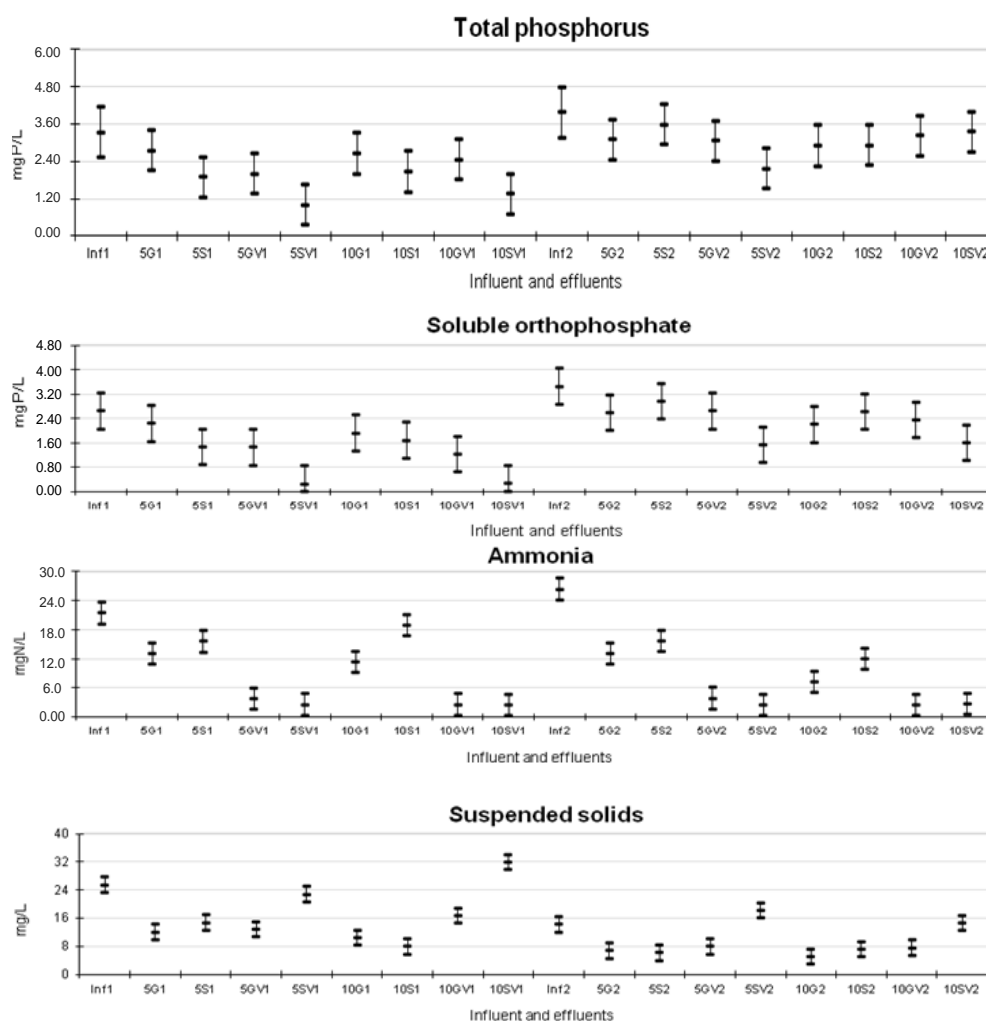 Total phosphorus
6.00
4.80
3.60
2.40
1.20
0.00
mgP/L
Inf1 5G1 5S1 5GV1 5SV1 10G1 10S1 10GV1 10SV1 Inf2 5G2 5S2 5GV2 5SV2 10G2 10S2 10GV2 10SV2
Influent and effluents
Soluble orthophosphate
4.80
4.00
3.20
2.40
1.60
0.80
0.00
mgP/L
Inf1 5G1 5S1 5GV1 5SV1 10G1 10S1 10GV1 10SV1 Inf2 5G2 5S2 5GV2 5SV2 10G2 10S2 10GV2 10SV2
Influent and effluents
Ammonia
30.0
24.0
18.0
12.0
6.0
0.00
mgN/L
Inf1 5G1 5S1 5GV1 5SV1 10G1 10S1 10GV1 10SV1 Inf2 5G2 5S2 5GV2 5SV2 10G2 10S2 10GV2 10SV2
Influent and effluents
Suspended solids
40
32
24
16
8
0
mg/L
Inf1 5G1 5S1 5GV1 5SV1 10G1 10S1 10GV1 10SV1 Inf2 5G2 5S2 5GV2 5SV2 10G2 10S2 10GV2 10SV2
Influent and effluents